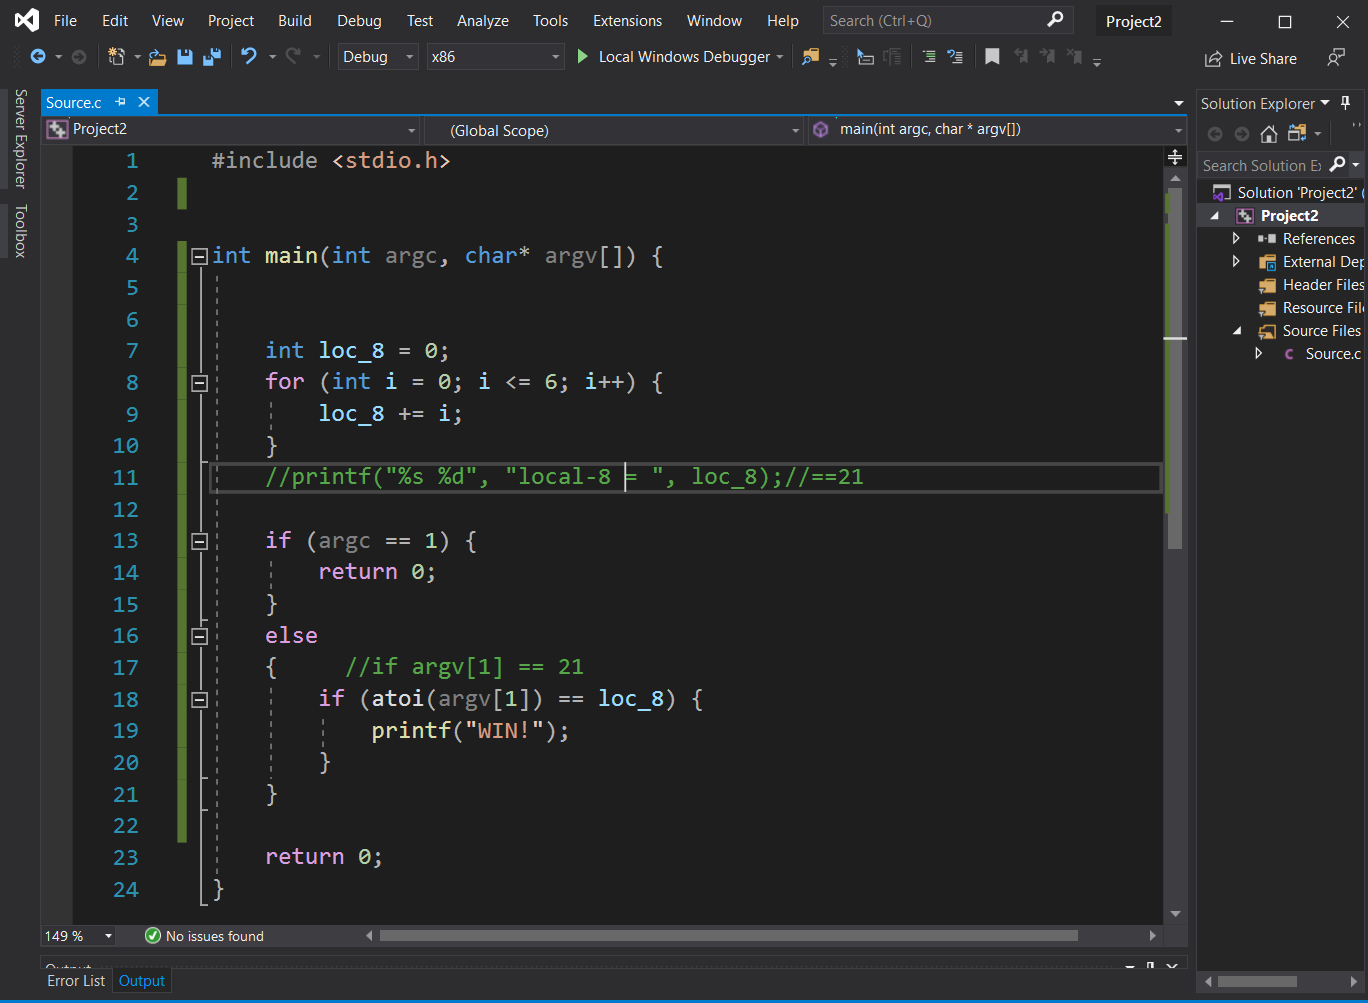 File Edit View Project Build Debug Test Analyze Tools Extensions Window Help Search (Ctrl+Q) Project2
Debug x86 Local Windows Debugger Live Share
Server Explorer
Toolbox
Source.c
Project2 (Global Scope) main(int argc, char * argv[])
1 #include <stdio.h>
2
3
4 int main(int argc, char* argv[]) {
5
6
7 int loc_8 = 0;
8 for (int i = 0; i <= 6; i++) {
9 loc_8 += i;
10 }
11 //printf("%s %d", "local-8 = ", loc_8);//==21
12
13 if (argc == 1) {
14 return 0;
15 }
16 else
17 { //if argv[1] == 21
18 if (atoi(argv[1]) == loc_8) {
19 printf("WIN!");
20 }
21 }
22
23 return 0;
24 }
149 % No issues found
Output
Error List Output
Solution Explorer
Search Solution Ex
Solution 'Project2' (
Project2
References
External Dep
Header Files
Resource File
Source Files
Source.c